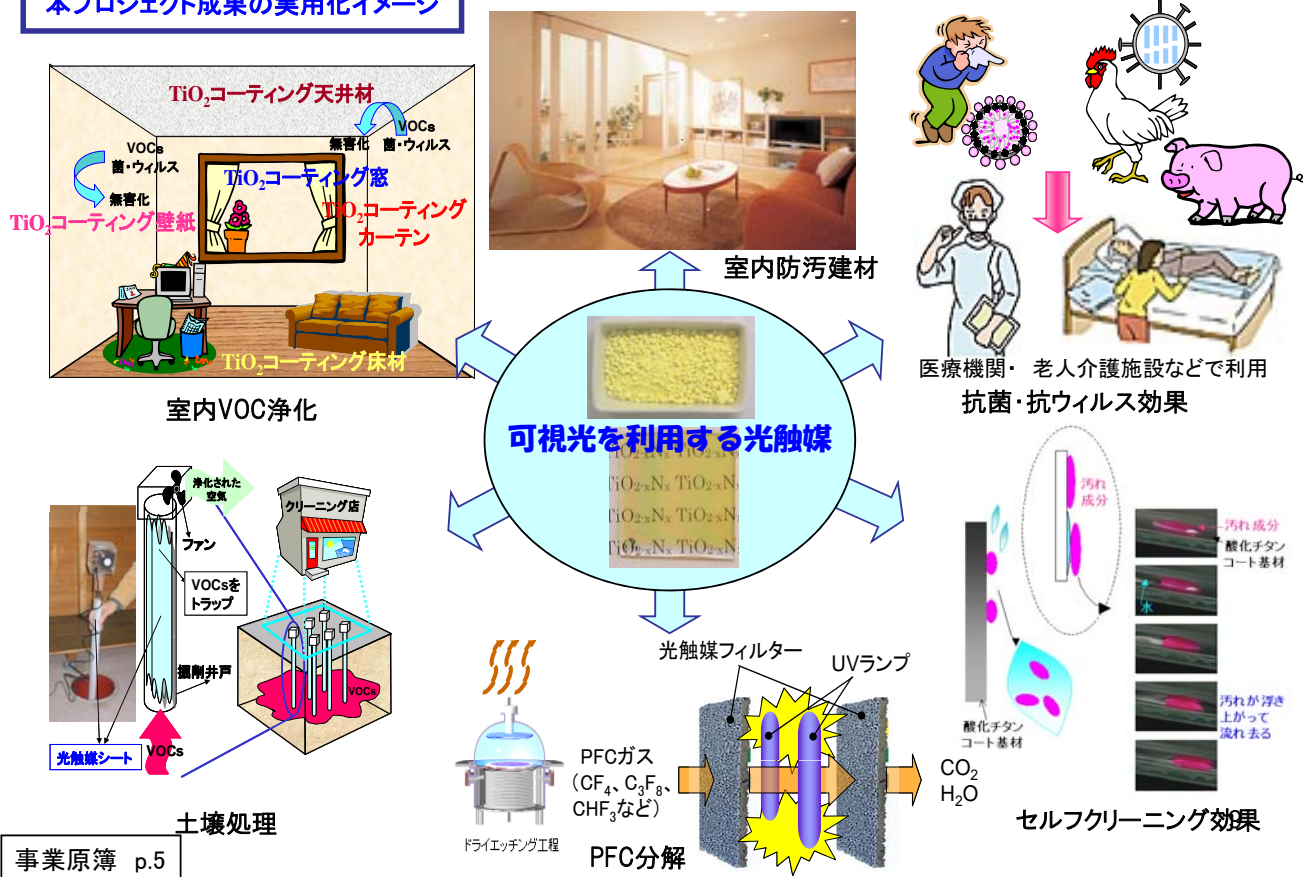 本プロジェクト成果の実用化イメージ
TiO₂コーティング天井材
VOCs
菌・ウィルス
無害化
VOCs
菌・ウィルス
無害化
TiO₂コーティング窓
TiO₂コーティング壁紙
TiO₂コーティング
カーテン
TiO₂コーティング床材
室内VOC浄化
室内防汚建材
医療機関・ 老人介護施設などで利用
抗菌・抗ウィルス効果
可視光を利用する光触媒
TiO₂₋ₓNₓ TiO₂₋ₓNₓ
TiO₂₋ₓNₓ TiO₂₋ₓNₓ
TiO₂₋ₓNₓ TiO₂₋ₓNₓ
TiO₂₋ₓNₓ TiO₂₋ₓNₓ
浄化された
空気
クリーニング店
ファン
VOCsを
トラップ
掘削井戸
VOCs
光触媒シート
VOCs
土壌処理
光触媒フィルター
UVランプ
PFCガス
(CF₄、C₃F₈、
CHF₃など)
CO₂
H₂O
ドライエッチング工程
PFC分解
汚れ
成分
汚れ成分
酸化チタン
コート基材
水
汚れが浮き
上がって
流れ去る
酸化チタン
コート基材
セルフクリーニング効果
事業原簿 p.5